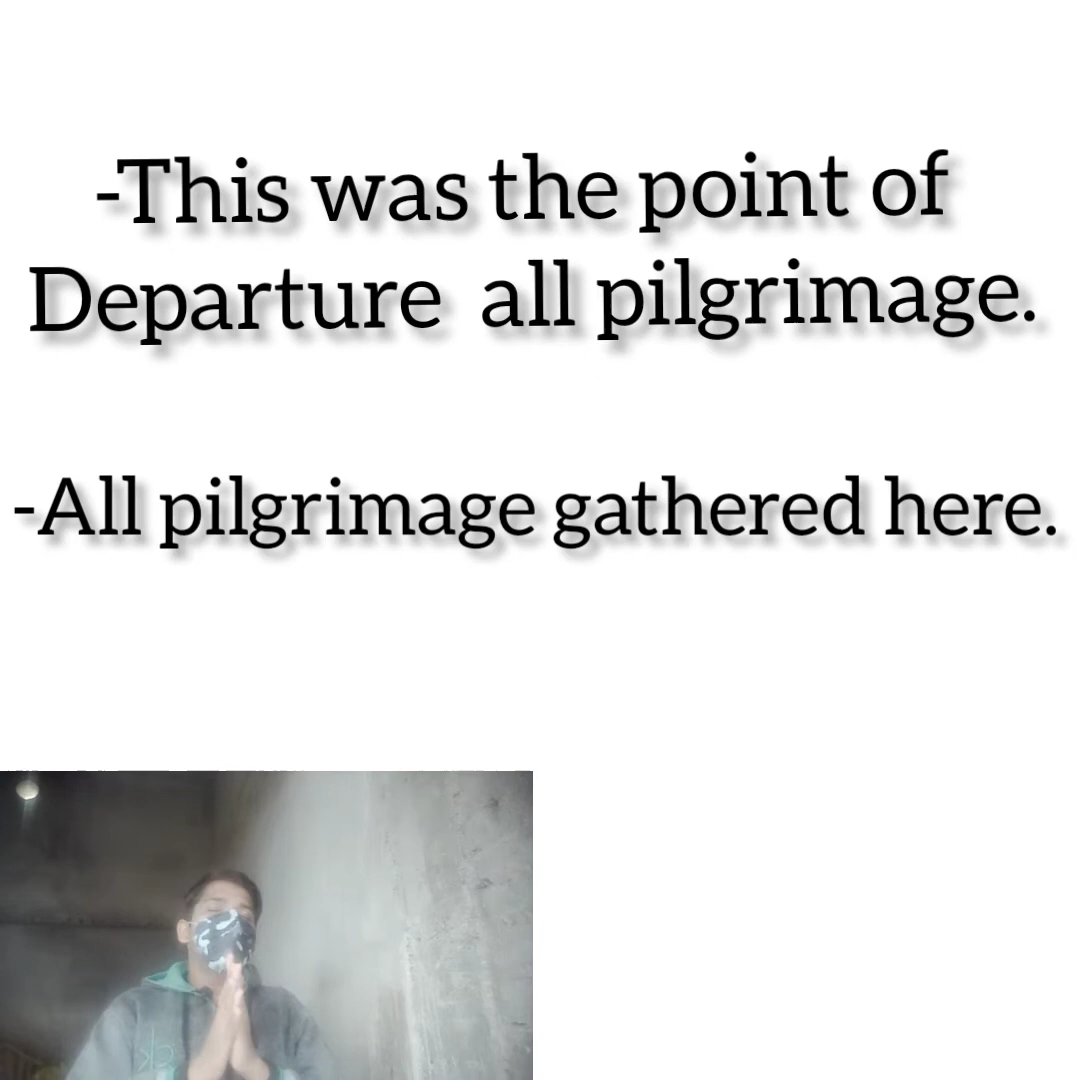 -This was the point of
Departure all pilgrimage.
-All pilgrimage gathered here.